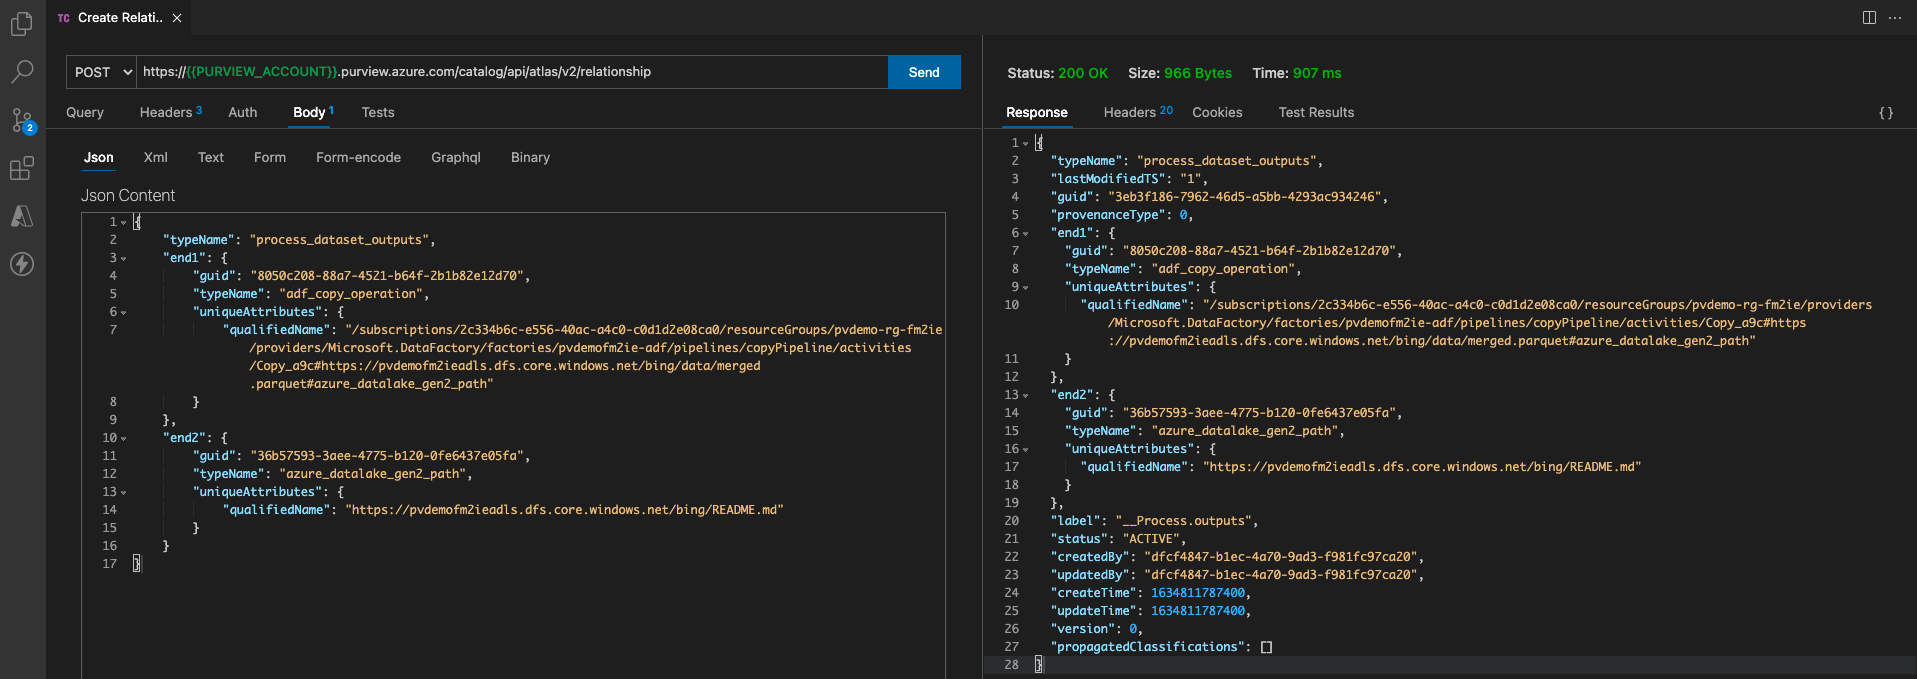 TC Create Relati.. ×
POST https://{{PURVIEW_ACCOUNT}}.purview.azure.com/catalog/api/atlas/v2/relationship Send
Query Headers 3 Auth Body 1 Tests
Json Xml Text Form Form-encode Graphql Binary
Json Content
1 {
2 "typeName": "process_dataset_outputs",
3 "end1": {
4 "guid": "8050c208-88a7-4521-b64f-2b1b82e12d70",
5 "typeName": "adf_copy_operation",
6 "uniqueAttributes": {
7 "qualifiedName": "/subscriptions/2c334b6c-e556-40ac-a4c0-c0d1d2e08ca0/resourceGroups/pvdemo-rg-fm2ie
/providers/Microsoft.DataFactory/factories/pvdemofm2ie-adf/pipelines/copyPipeline/activities
/Copy_a9c#https://pvdemofm2ieadls.dfs.core.windows.net/bing/data/merged
.parquet#azure_datalake_gen2_path"
8 }
9 },
10 "end2": {
11 "guid": "36b57593-3aee-4775-b120-0fe6437e05fa",
12 "typeName": "azure_datalake_gen2_path",
13 "uniqueAttributes": {
14 "qualifiedName": "https://pvdemofm2ieadls.dfs.core.windows.net/bing/README.md"
15 }
16 }
17 }
2
Status: 200 OK Size: 966 Bytes Time: 907 ms
Response Headers 20 Cookies Test Results { }
1 {
2 "typeName": "process_dataset_outputs",
3 "lastModifiedTS": "1",
4 "guid": "3eb3f186-7962-46d5-a5bb-4293ac934246",
5 "provenanceType": 0,
6 "end1": {
7 "guid": "8050c208-88a7-4521-b64f-2b1b82e12d70",
8 "typeName": "adf_copy_operation",
9 "uniqueAttributes": {
10 "qualifiedName": "/subscriptions/2c334b6c-e556-40ac-a4c0-c0d1d2e08ca0/resourceGroups/pvdemo-rg-fm2ie/providers
/Microsoft.DataFactory/factories/pvdemofm2ie-adf/pipelines/copyPipeline/activities/Copy_a9c#https
://pvdemofm2ieadls.dfs.core.windows.net/bing/data/merged.parquet#azure_datalake_gen2_path"
11 }
12 },
13 "end2": {
14 "guid": "36b57593-3aee-4775-b120-0fe6437e05fa",
15 "typeName": "azure_datalake_gen2_path",
16 "uniqueAttributes": {
17 "qualifiedName": "https://pvdemofm2ieadls.dfs.core.windows.net/bing/README.md"
18 }
19 },
20 "label": "__Process.outputs",
21 "status": "ACTIVE",
22 "createdBy": "dfcf4847-b1ec-4a70-9ad3-f981fc97ca20",
23 "updatedBy": "dfcf4847-b1ec-4a70-9ad3-f981fc97ca20",
24 "createTime": 1634811787400,
25 "updateTime": 1634811787400,
26 "version": 0,
27 "propagatedClassifications": []
28 }